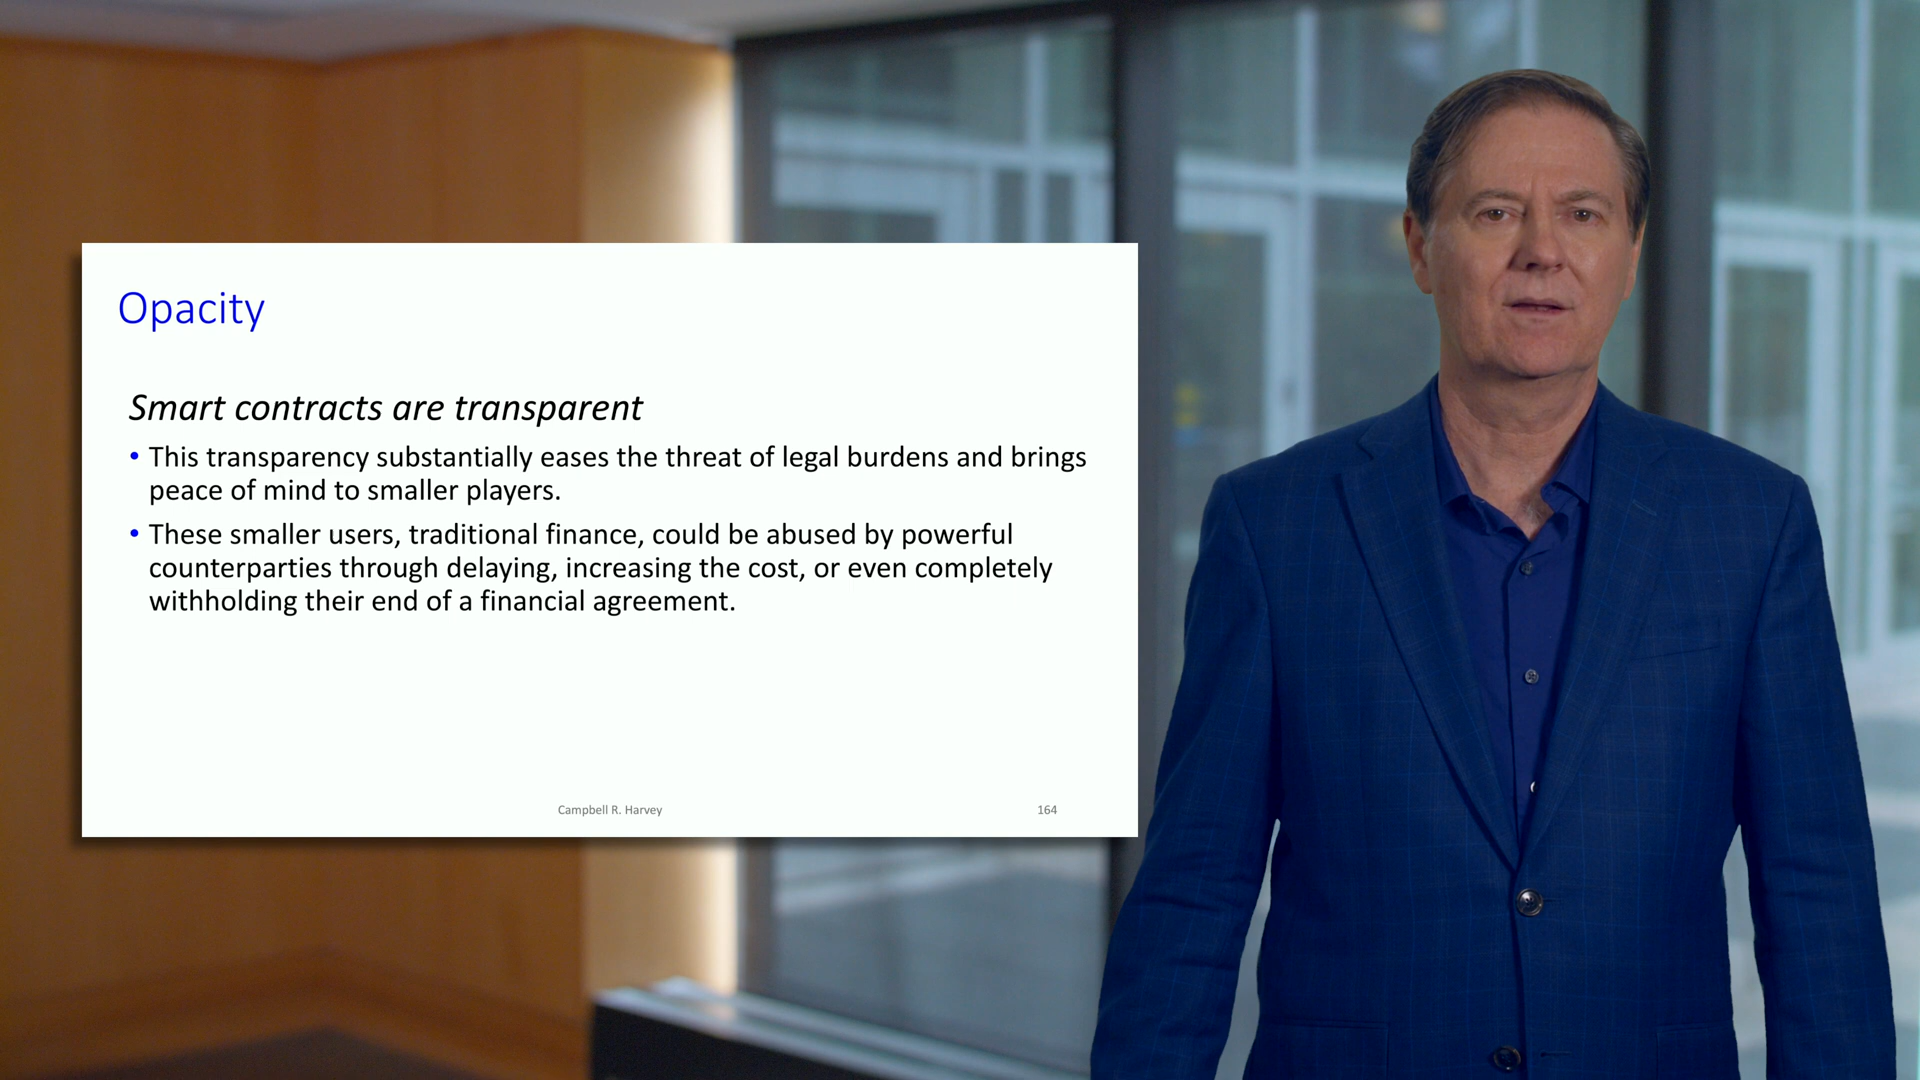 Opacity
Smart contracts are transparent
• This transparency substantially eases the threat of legal burdens and brings
peace of mind to smaller players.
• These smaller users, traditional finance, could be abused by powerful
counterparties through delaying, increasing the cost, or even completely
withholding their end of a financial agreement.
Campbell R. Harvey
164